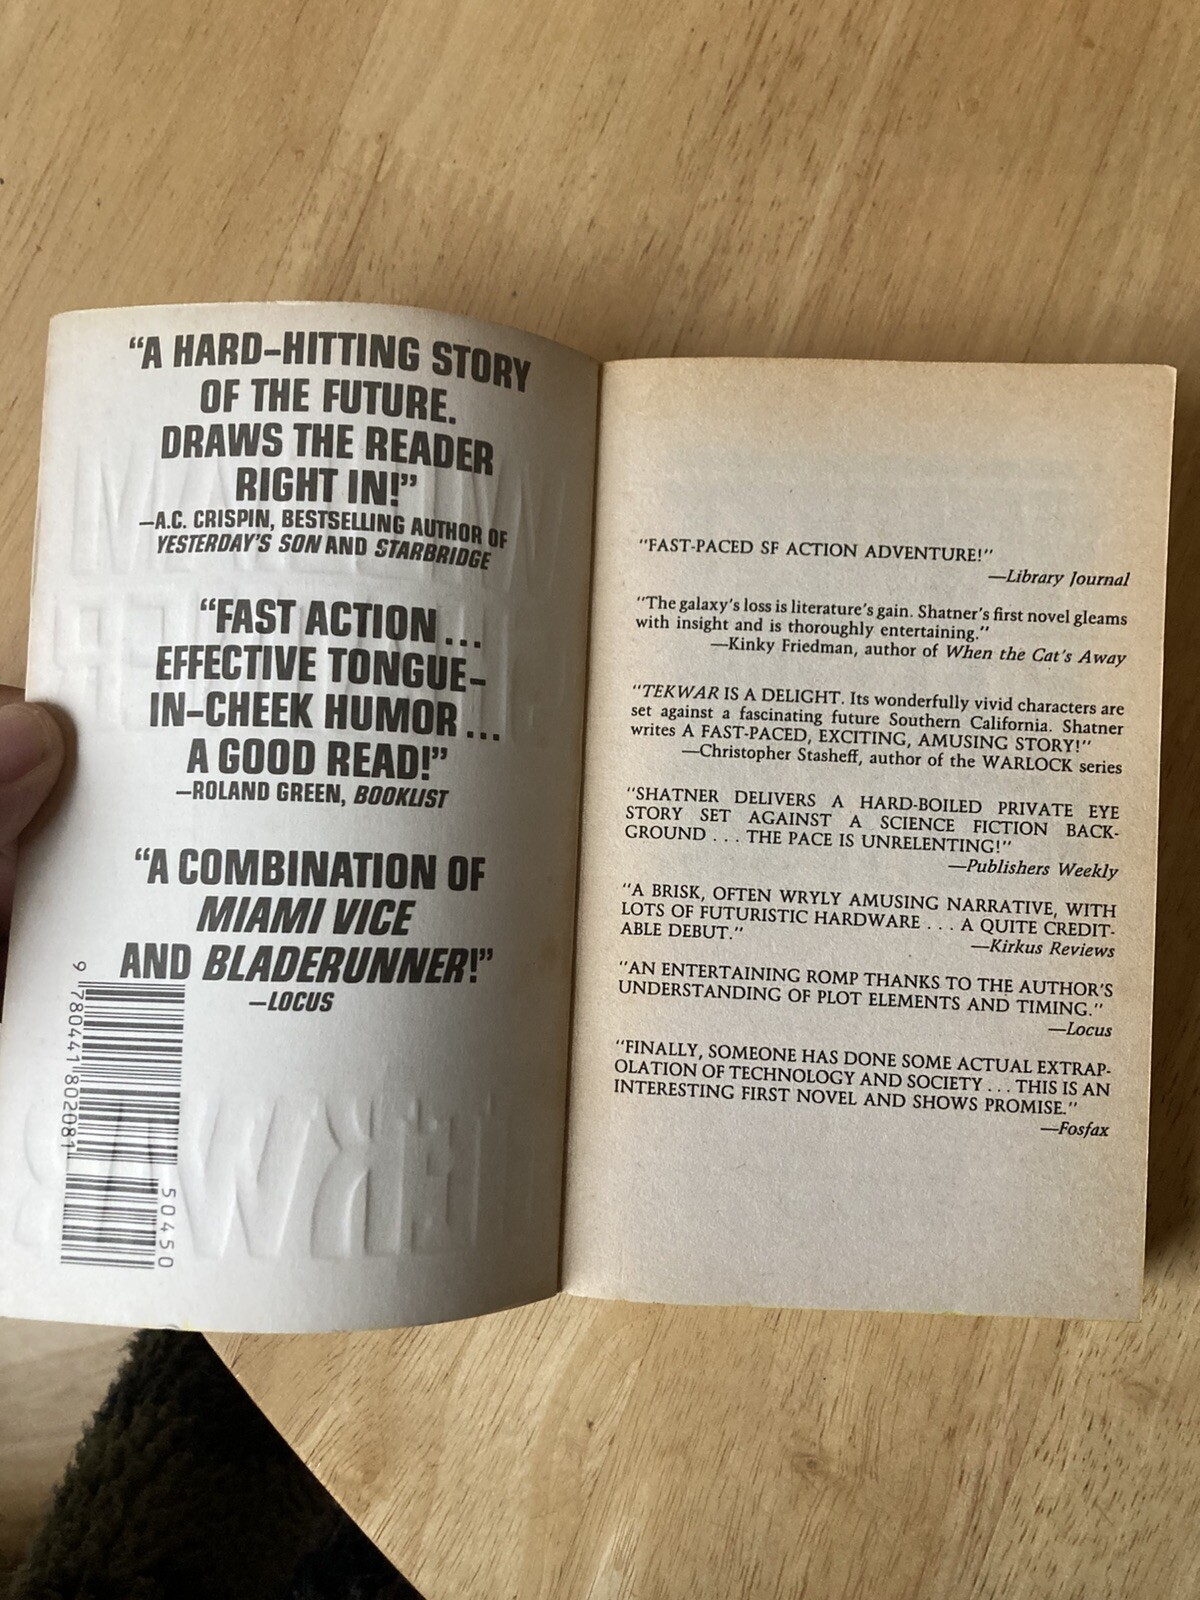 “A HARD–HITTING STORY
OF THE FUTURE.
DRAWS THE READER
RIGHT IN!”
–A.C. CRISPIN, BESTSELLING AUTHOR OF
YESTERDAY’S SON AND STARBRIDGE
“FAST ACTION...
EFFECTIVE TONGUE–
IN–CHEEK HUMOR...
A GOOD READ!”
–ROLAND GREEN, BOOKLIST
“A COMBINATION OF
MIAMI VICE
AND BLADERUNNER!”
–LOCUS
9 780441 802081
50450
“FAST-PACED SF ACTION ADVENTURE!”
—Library Journal
“The galaxy’s loss is literature’s gain. Shatner’s first novel gleams
with insight and is thoroughly entertaining.”
—Kinky Friedman, author of When the Cat’s Away
“TEKWAR IS A DELIGHT. Its wonderfully vivid characters are
set against a fascinating future Southern California. Shatner
writes A FAST-PACED, EXCITING, AMUSING STORY!”
—Christopher Stasheff, author of the WARLOCK series
“SHATNER DELIVERS A HARD-BOILED PRIVATE EYE
STORY SET AGAINST A SCIENCE FICTION BACK-
GROUND . . . THE PACE IS UNRELENTING!”
—Publishers Weekly
“A BRISK, OFTEN WRYLY AMUSING NARRATIVE, WITH
LOTS OF FUTURISTIC HARDWARE . . . A QUITE CREDIT-
ABLE DEBUT.”
—Kirkus Reviews
“AN ENTERTAINING ROMP THANKS TO THE AUTHOR’S
UNDERSTANDING OF PLOT ELEMENTS AND TIMING.”
—Locus
“FINALLY, SOMEONE HAS DONE SOME ACTUAL EXTRAP-
OLATION OF TECHNOLOGY AND SOCIETY . . . THIS IS AN
INTERESTING FIRST NOVEL AND SHOWS PROMISE.”
—Fosfax